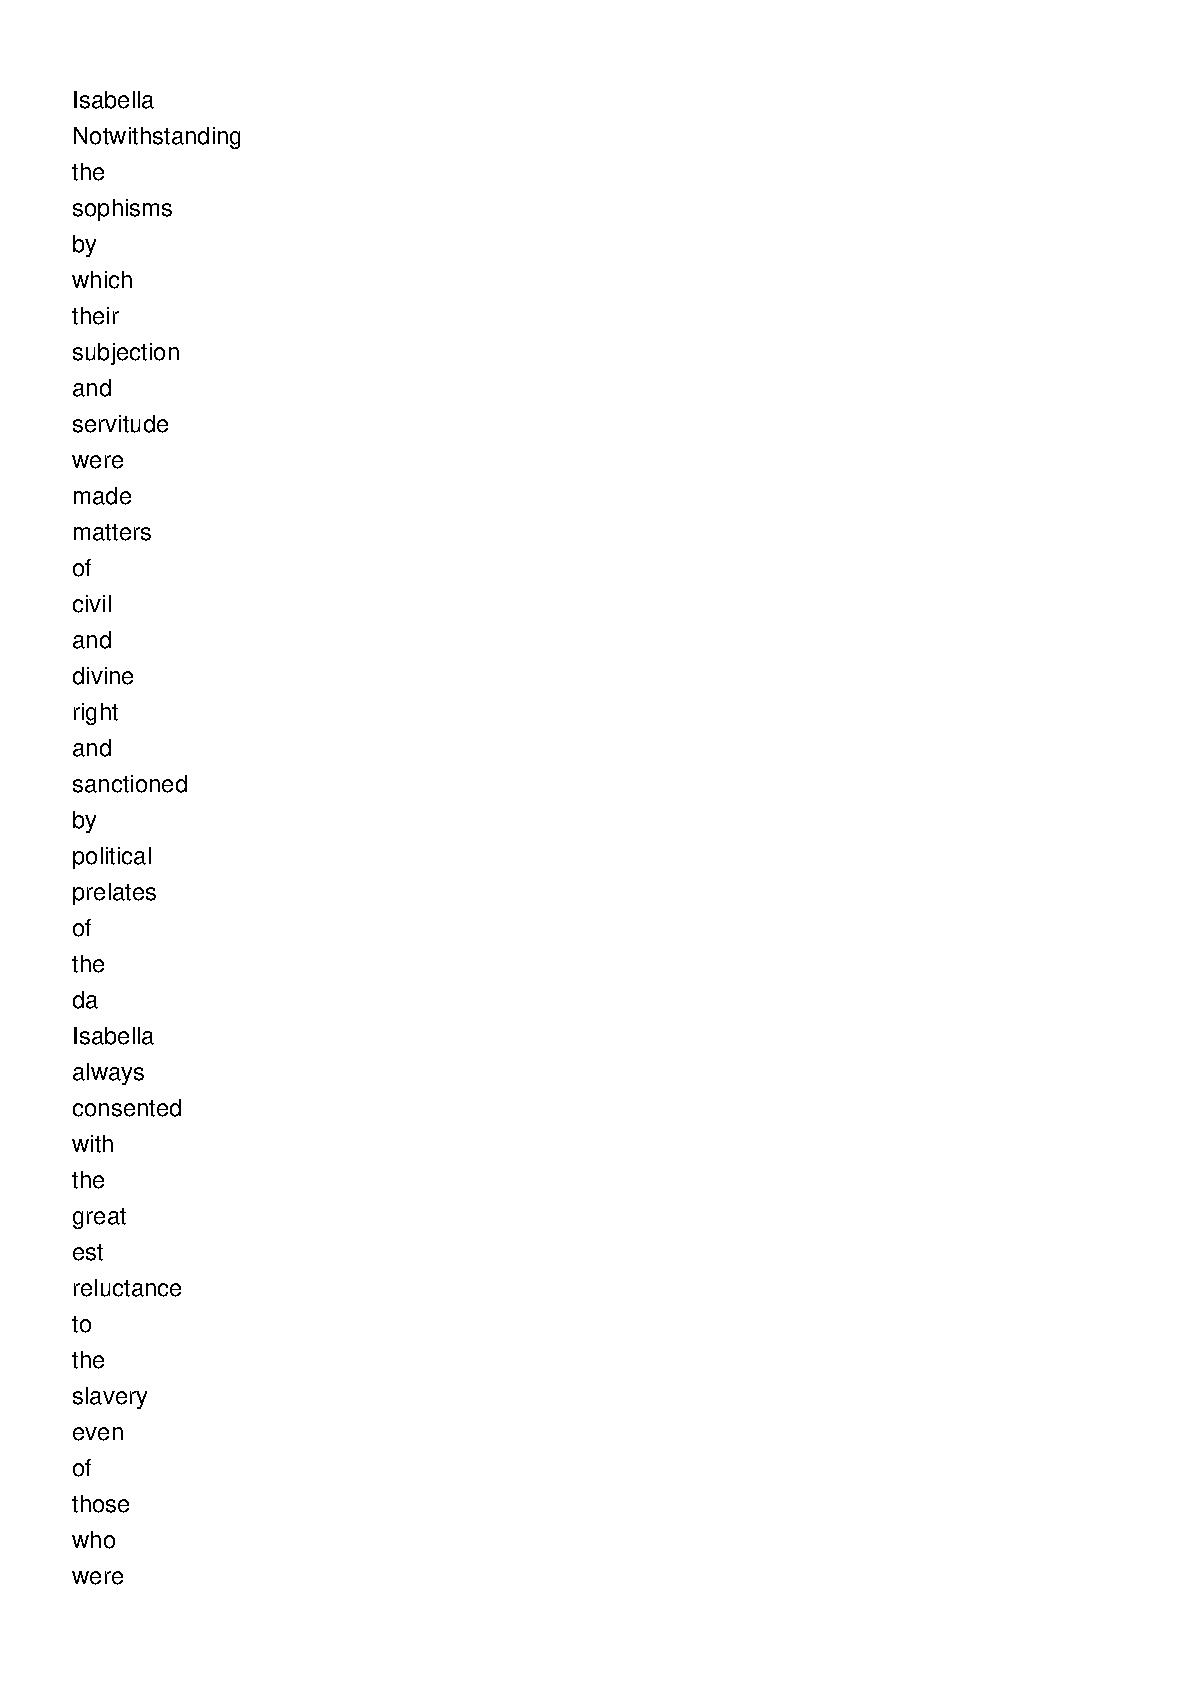 Isabella
Notwithstanding
the
sophisms
by
which
their
subjection
and
servitude
were
made
matters
of
civil
and
divine
right
and
sanctioned
by
political
prelates
of
the
da
Isabella
always
consented
with
the
great
est
reluctance
to
the
slavery
even
of
those
who
were